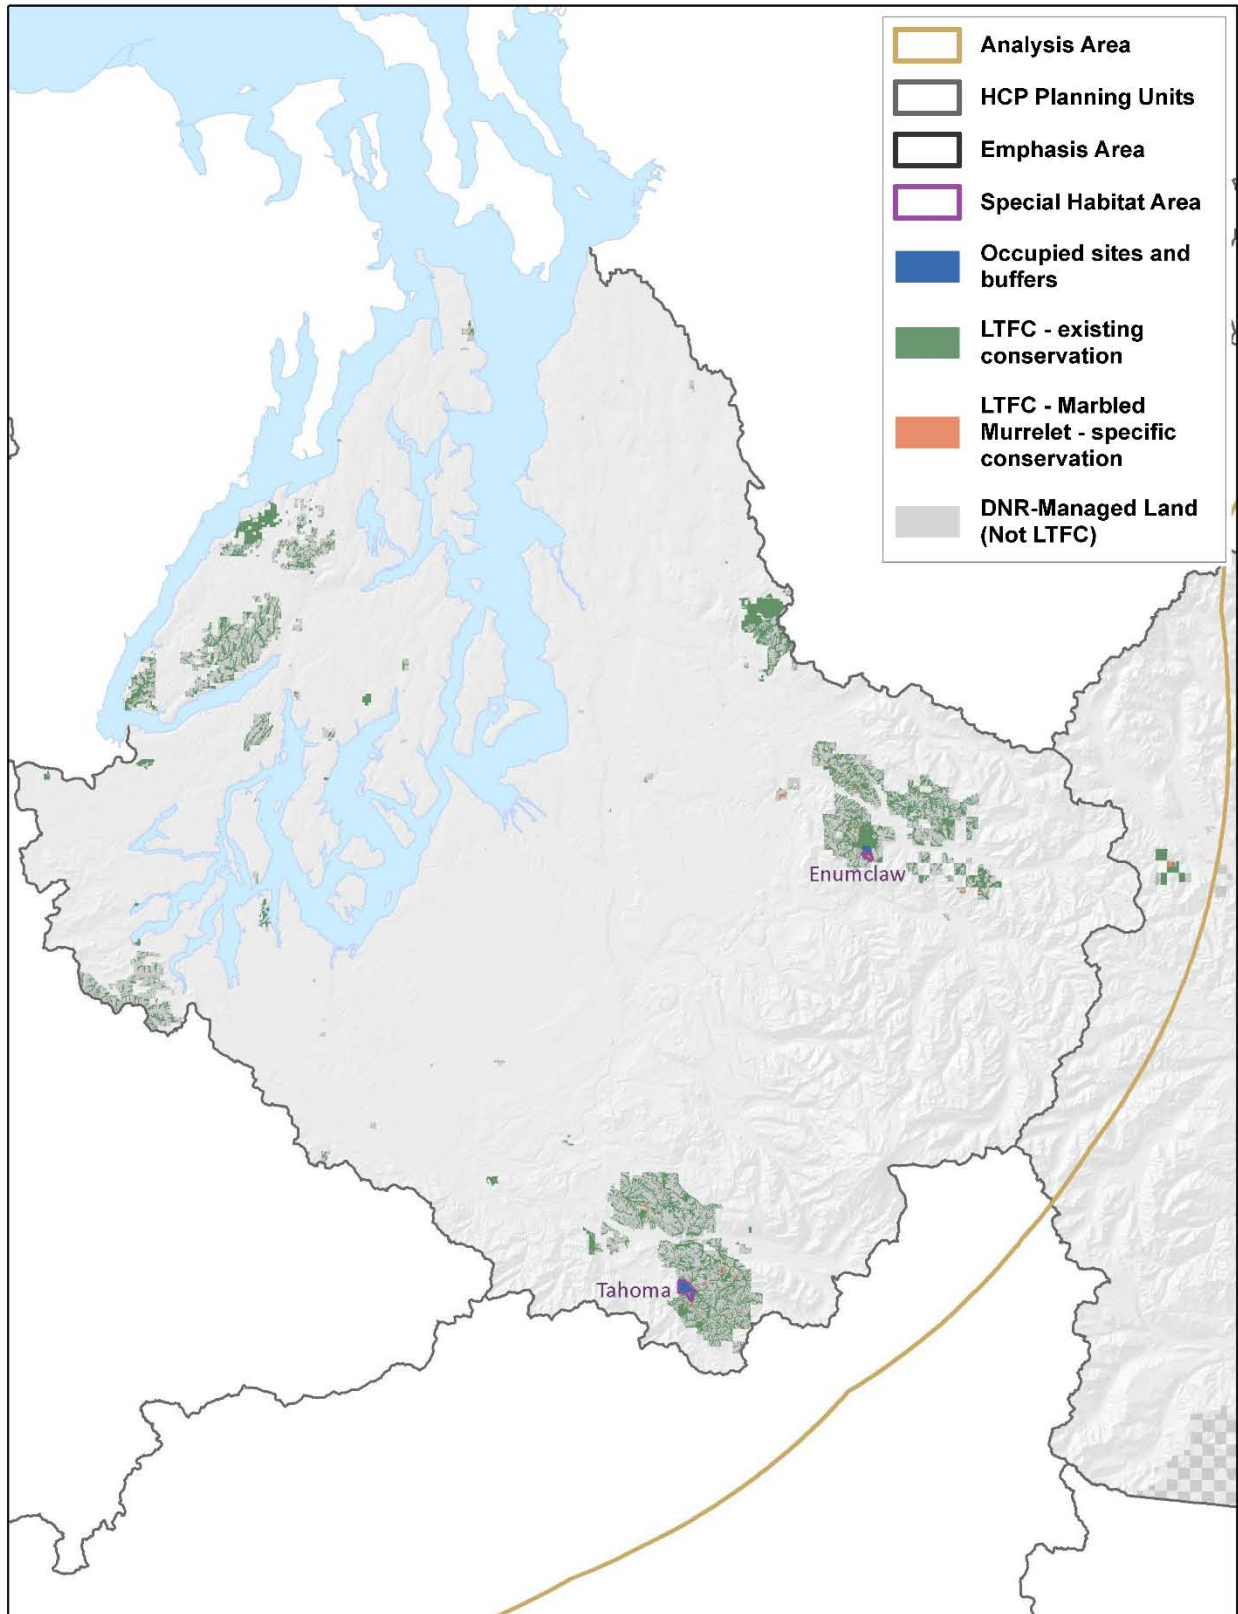 Analysis Area
HCP Planning Units
Emphasis Area
Special Habitat Area
Occupied sites and
buffers
LTFC - existing
conservation
LTFC - Marbled
Murrelet - specific
conservation
DNR-Managed Land
(Not LTFC)
Enumclaw
Tahoma